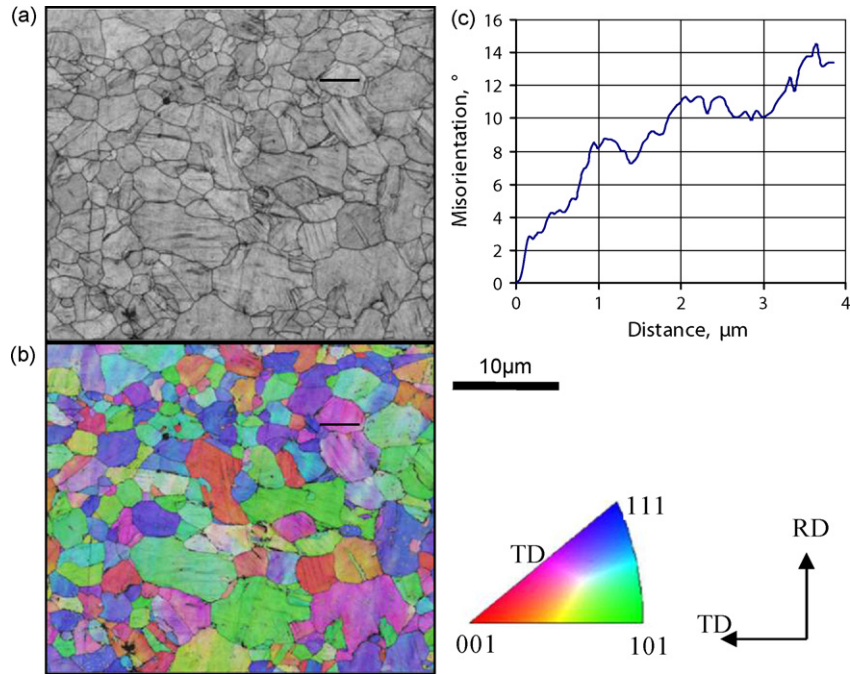 (a)
(b)
(c)
16
14
12
10
8
6
4
2
0
Misorientation, °
0 1 2 3 4
Distance, µm
10µm
111
TD
001 101
RD
TD